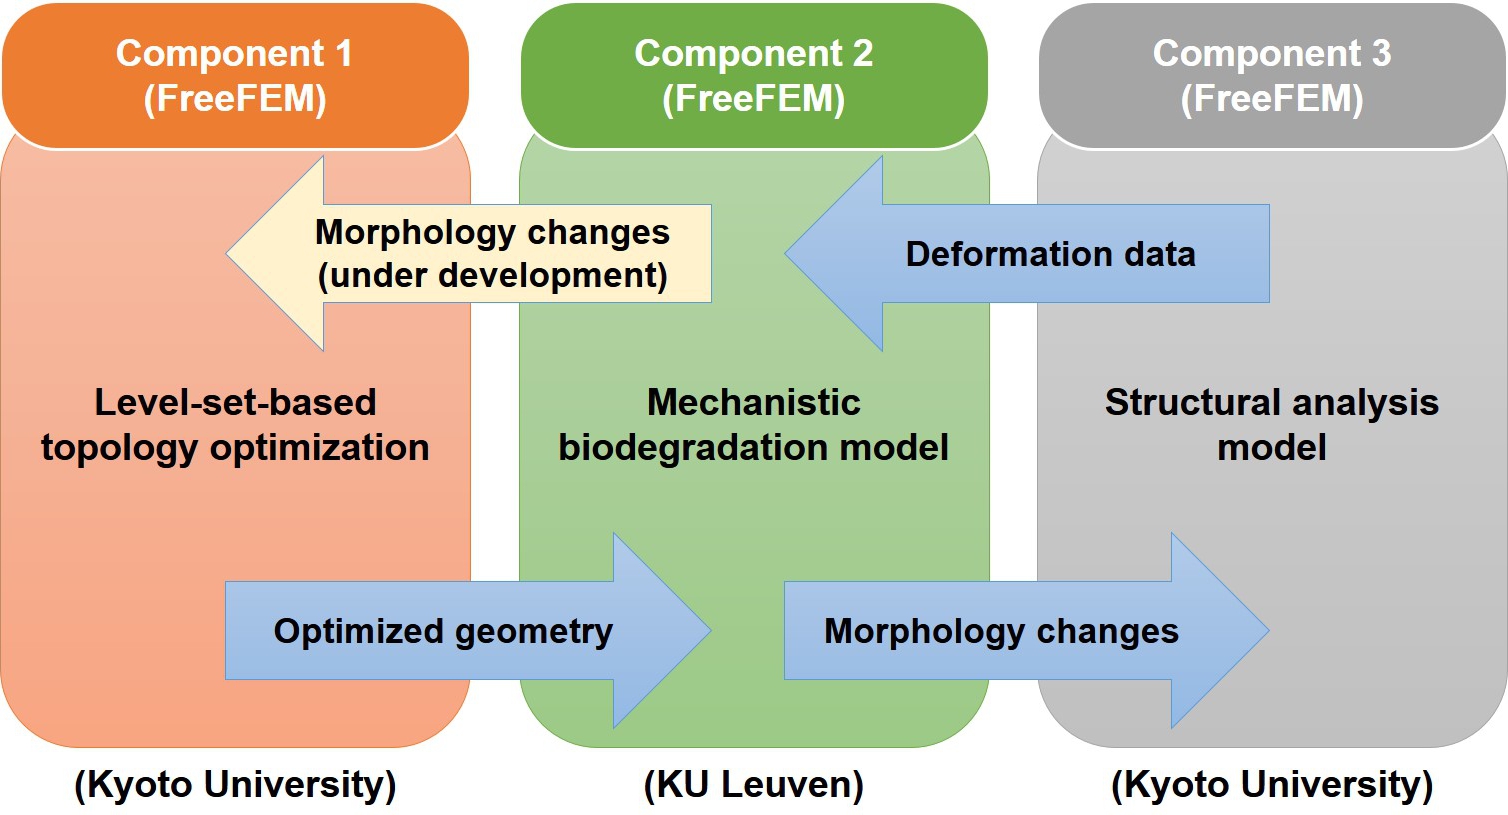 Component 1
(FreeFEM)
Component 2
(FreeFEM)
Component 3
(FreeFEM)
Morphology changes
(under development)
Deformation data
Level-set-based
topology optimization
Mechanistic
biodegradation model
Structural analysis
model
Optimized geometry
Morphology changes
(Kyoto University)
(KU Leuven)
(Kyoto University)